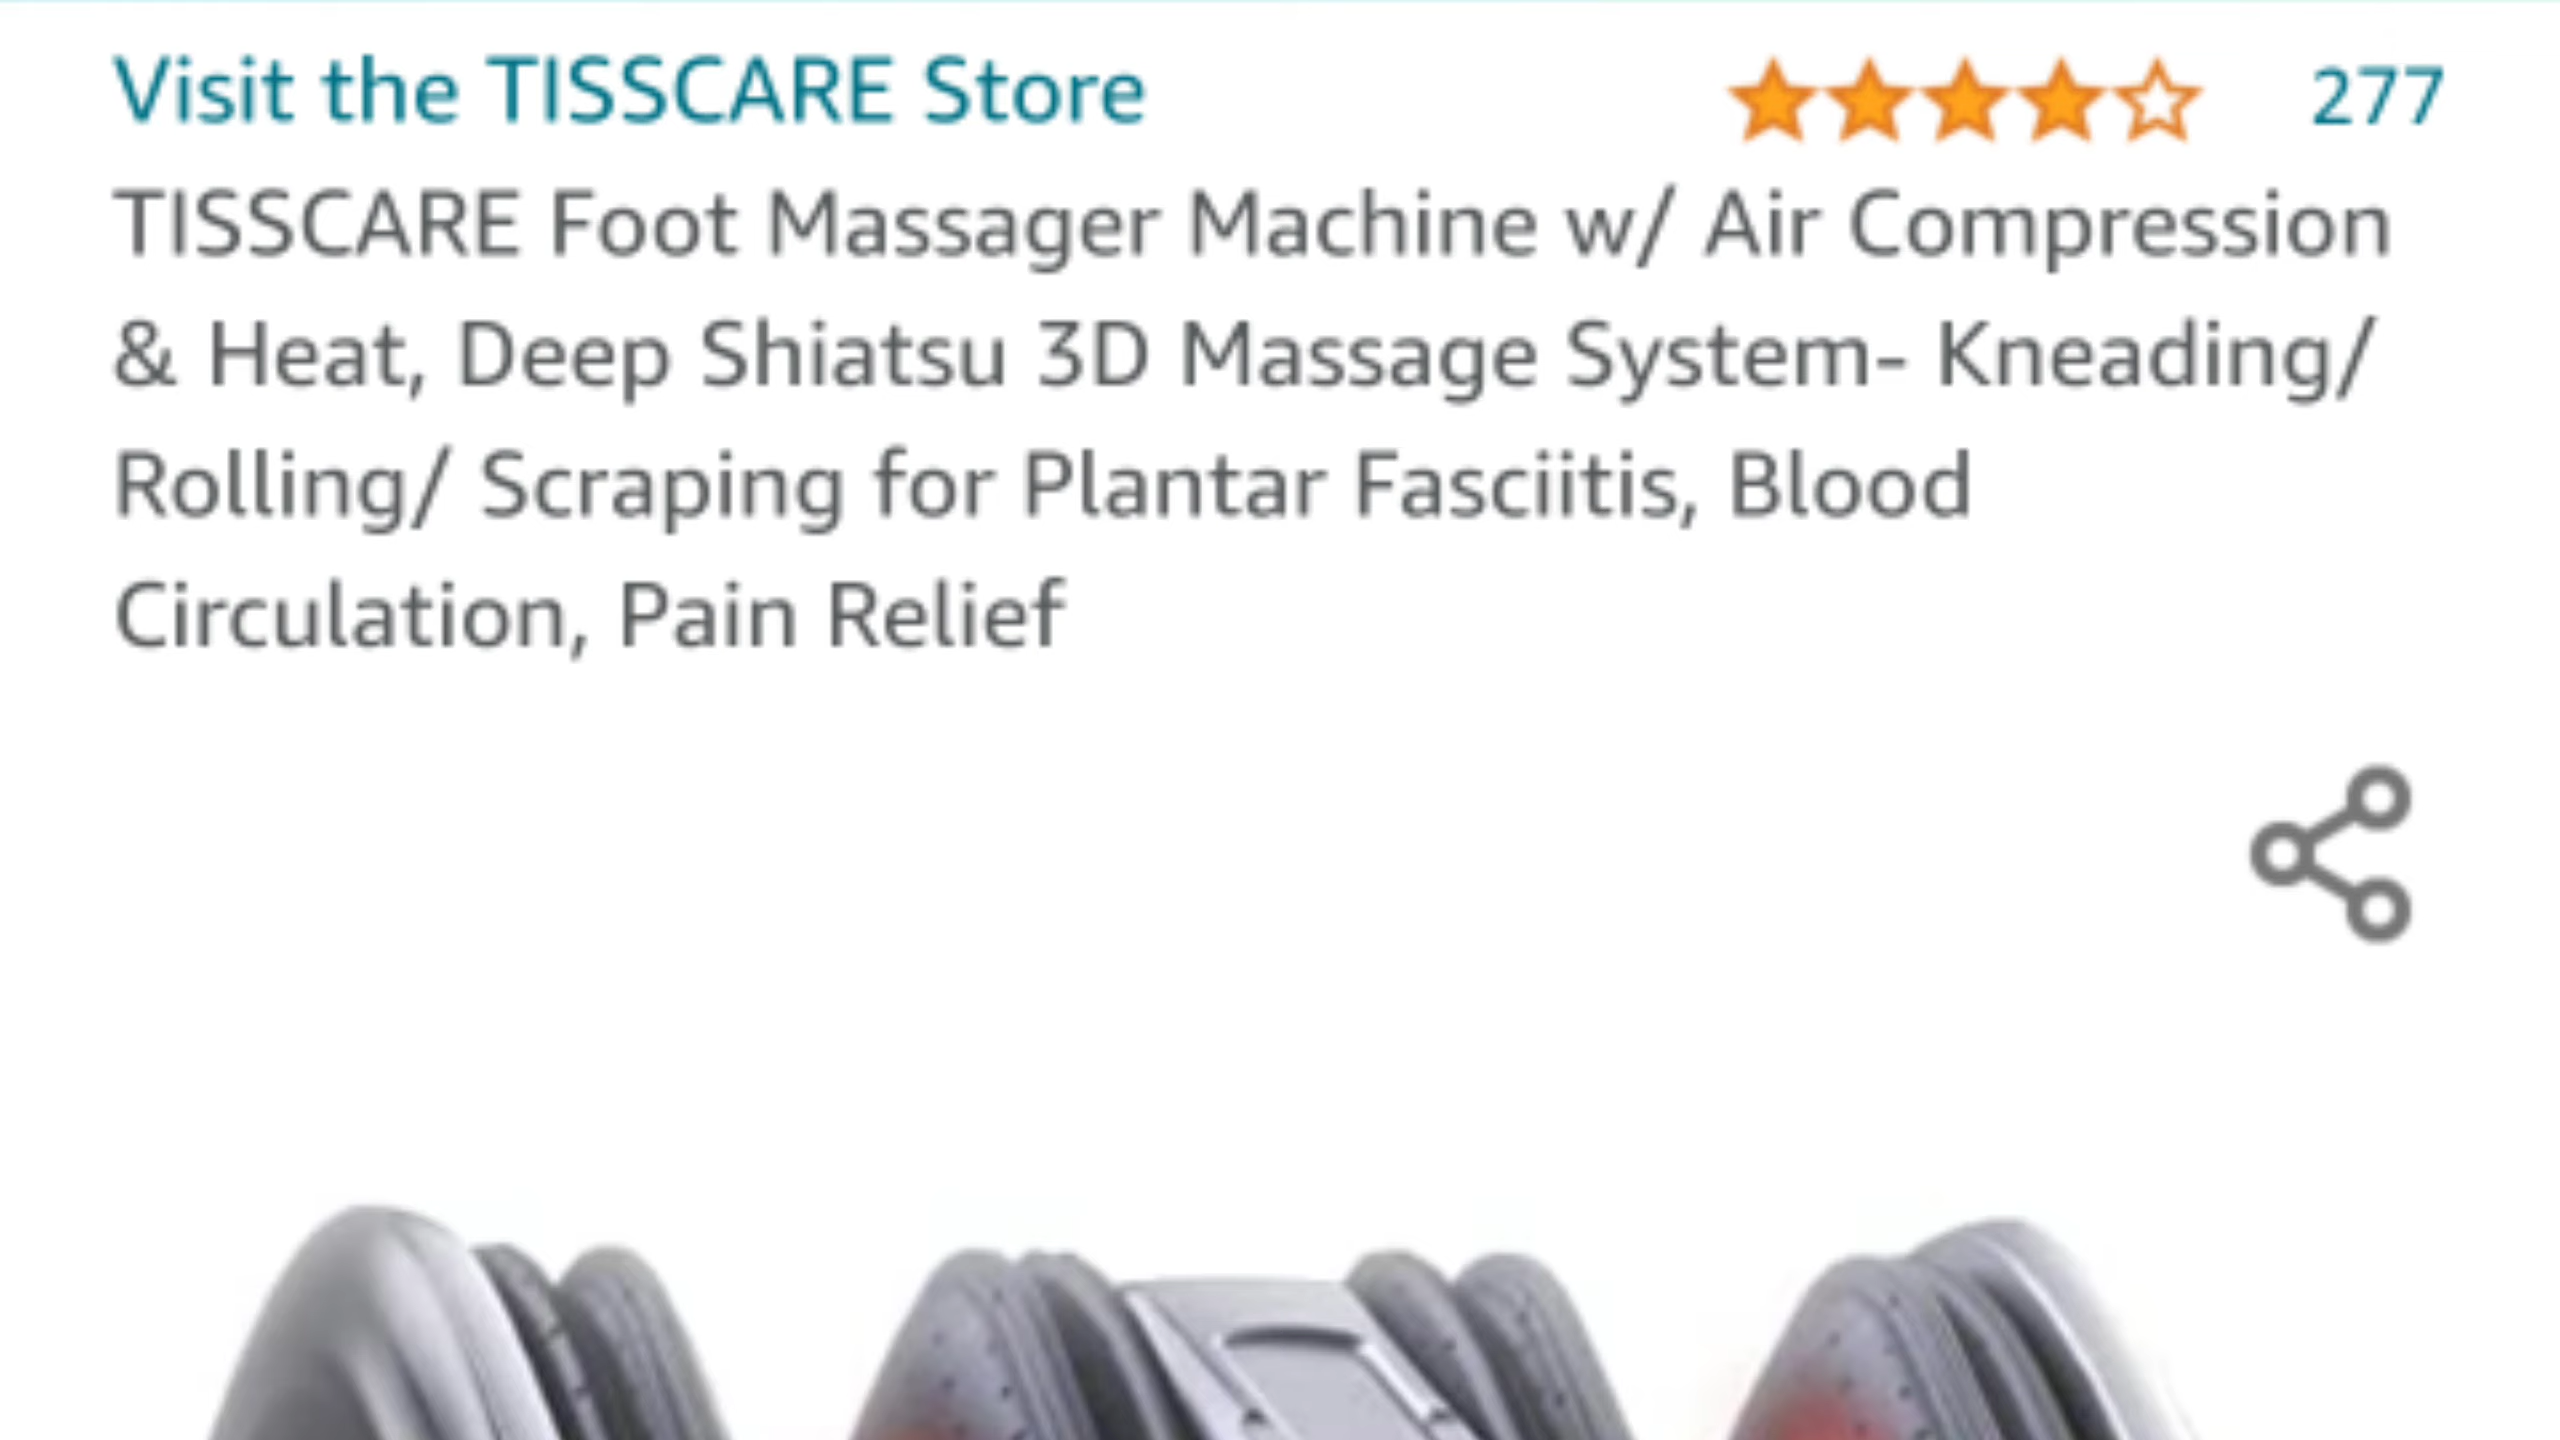 Visit the TISSCARE Store 277
TISSCARE Foot Massager Machine w/ Air Compression
& Heat, Deep Shiatsu 3D Massage System- Kneading/
Rolling/ Scraping for Plantar Fasciitis, Blood
Circulation, Pain Relief